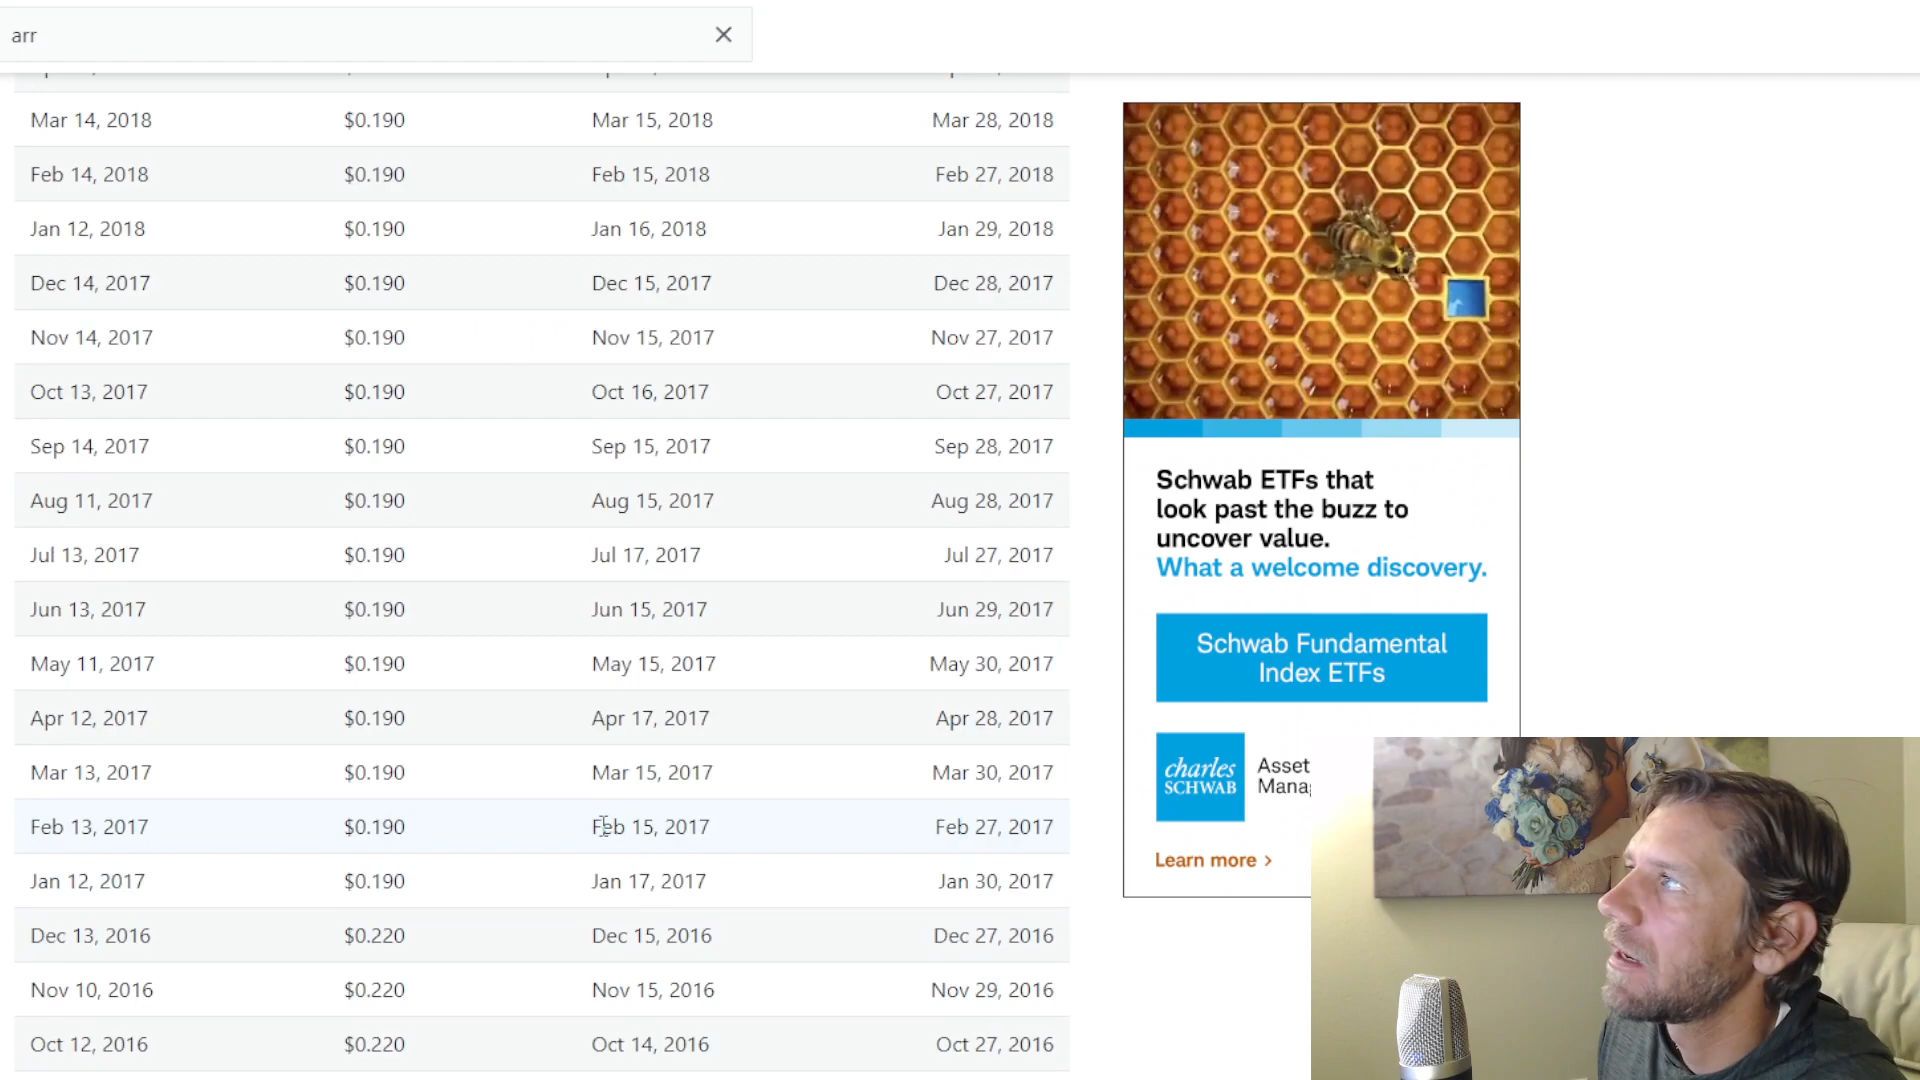 arr
Mar 14, 2018 $0.190 Mar 15, 2018 Mar 28, 2018
Feb 14, 2018 $0.190 Feb 15, 2018 Feb 27, 2018
Jan 12, 2018 $0.190 Jan 16, 2018 Jan 29, 2018
Dec 14, 2017 $0.190 Dec 15, 2017 Dec 28, 2017
Nov 14, 2017 $0.190 Nov 15, 2017 Nov 27, 2017
Oct 13, 2017 $0.190 Oct 16, 2017 Oct 27, 2017
Sep 14, 2017 $0.190 Sep 15, 2017 Sep 28, 2017
Aug 11, 2017 $0.190 Aug 15, 2017 Aug 28, 2017
Jul 13, 2017 $0.190 Jul 17, 2017 Jul 27, 2017
Jun 13, 2017 $0.190 Jun 15, 2017 Jun 29, 2017
May 11, 2017 $0.190 May 15, 2017 May 30, 2017
Apr 12, 2017 $0.190 Apr 17, 2017 Apr 28, 2017
Mar 13, 2017 $0.190 Mar 15, 2017 Mar 30, 2017
Feb 13, 2017 $0.190 Feb 15, 2017 Feb 27, 2017
Jan 12, 2017 $0.190 Jan 17, 2017 Jan 30, 2017
Dec 13, 2016 $0.220 Dec 15, 2016 Dec 27, 2016
Nov 10, 2016 $0.220 Nov 15, 2016 Nov 29, 2016
Oct 12, 2016 $0.220 Oct 14, 2016 Oct 27, 2016
Schwab ETFs that
look past the buzz to
uncover value.
What a welcome discovery.
Schwab Fundamental
Index ETFs
charles
SCHWAB
Asset
Learn more >